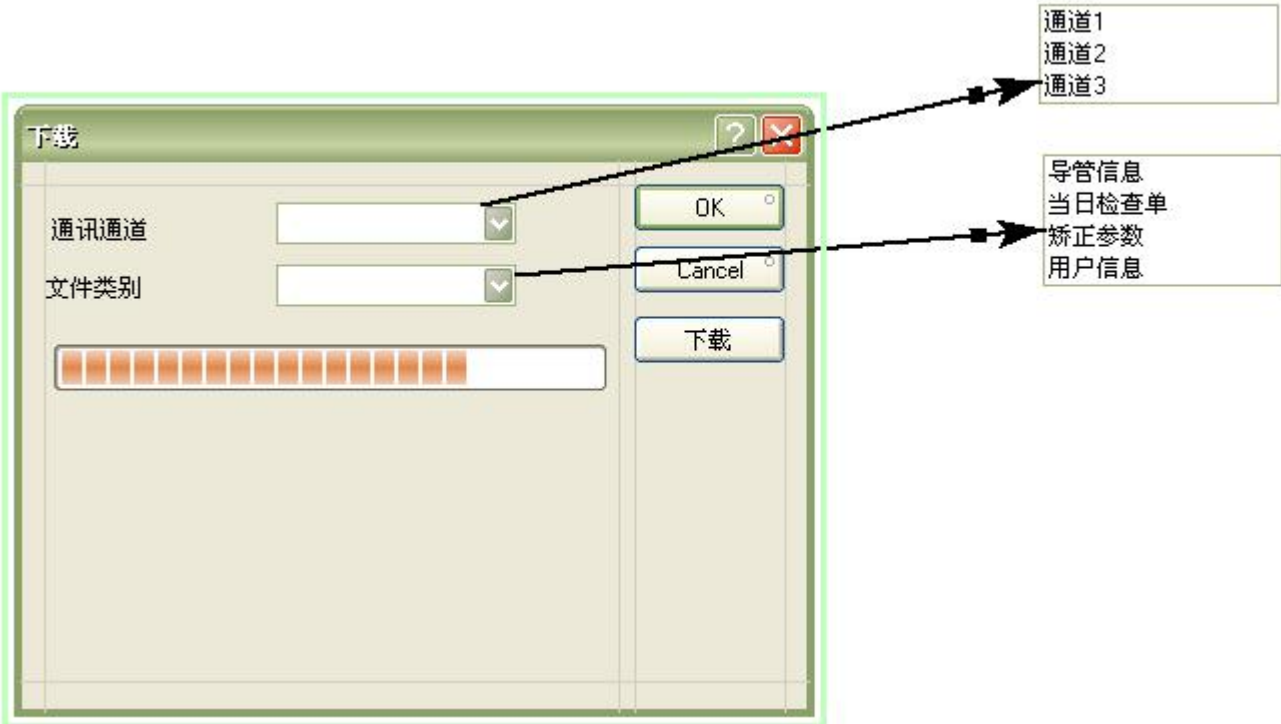 通道1
通道2
通道3
下载
导管信息
当日检查单
矫正参数
用户信息
通讯通道
OK
文件类别
Cancel
下载